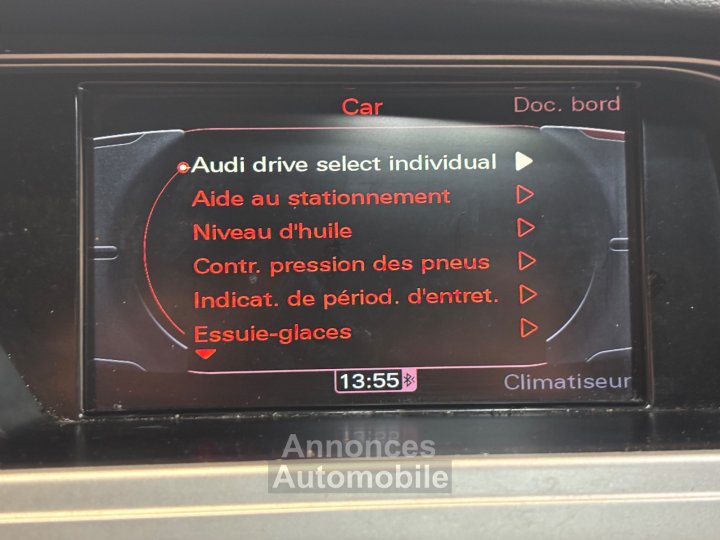 Car
Doc. bord
Audi drive select individual
Aide au stationnement
Niveau d'huile
Contr. pression des pneus
Indicat. de périod. d'entret.
Essuie-glaces
13:55
Climatiseur
Annonces
Automobile